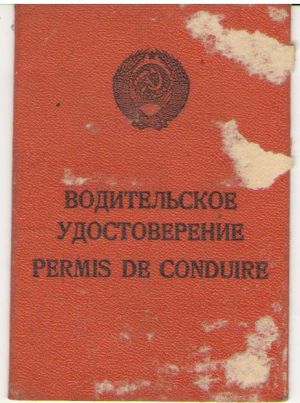 ВОДИТЕЛЬСКОЕ
УДОСТОВЕРЕНИЕ
PERMIS DE CONDUIRE